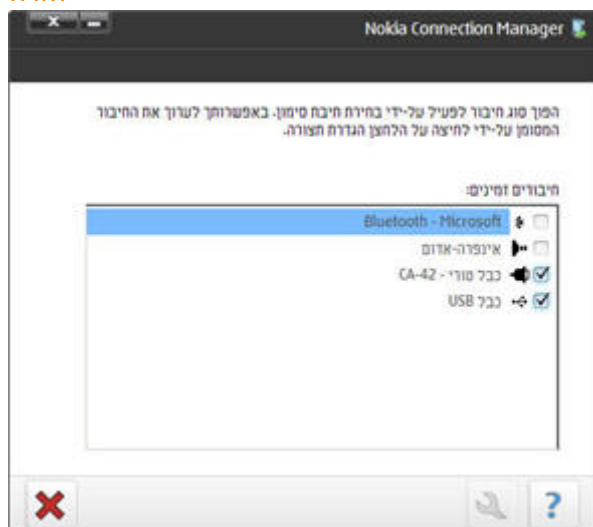 Nokia Connection Manager
הפוך סוג חיבור לפעיל על-ידי בחירת תיבת סימון. באפשרותך לערוך את החיבור
המסומן על-ידי לחיצה על הלחצן הגדרת תצורה.
חיבורים זמינים:
Bluetooth - Microsoft
אינפרה-אדום
כבל טורי - CA-42
כבל USB
?